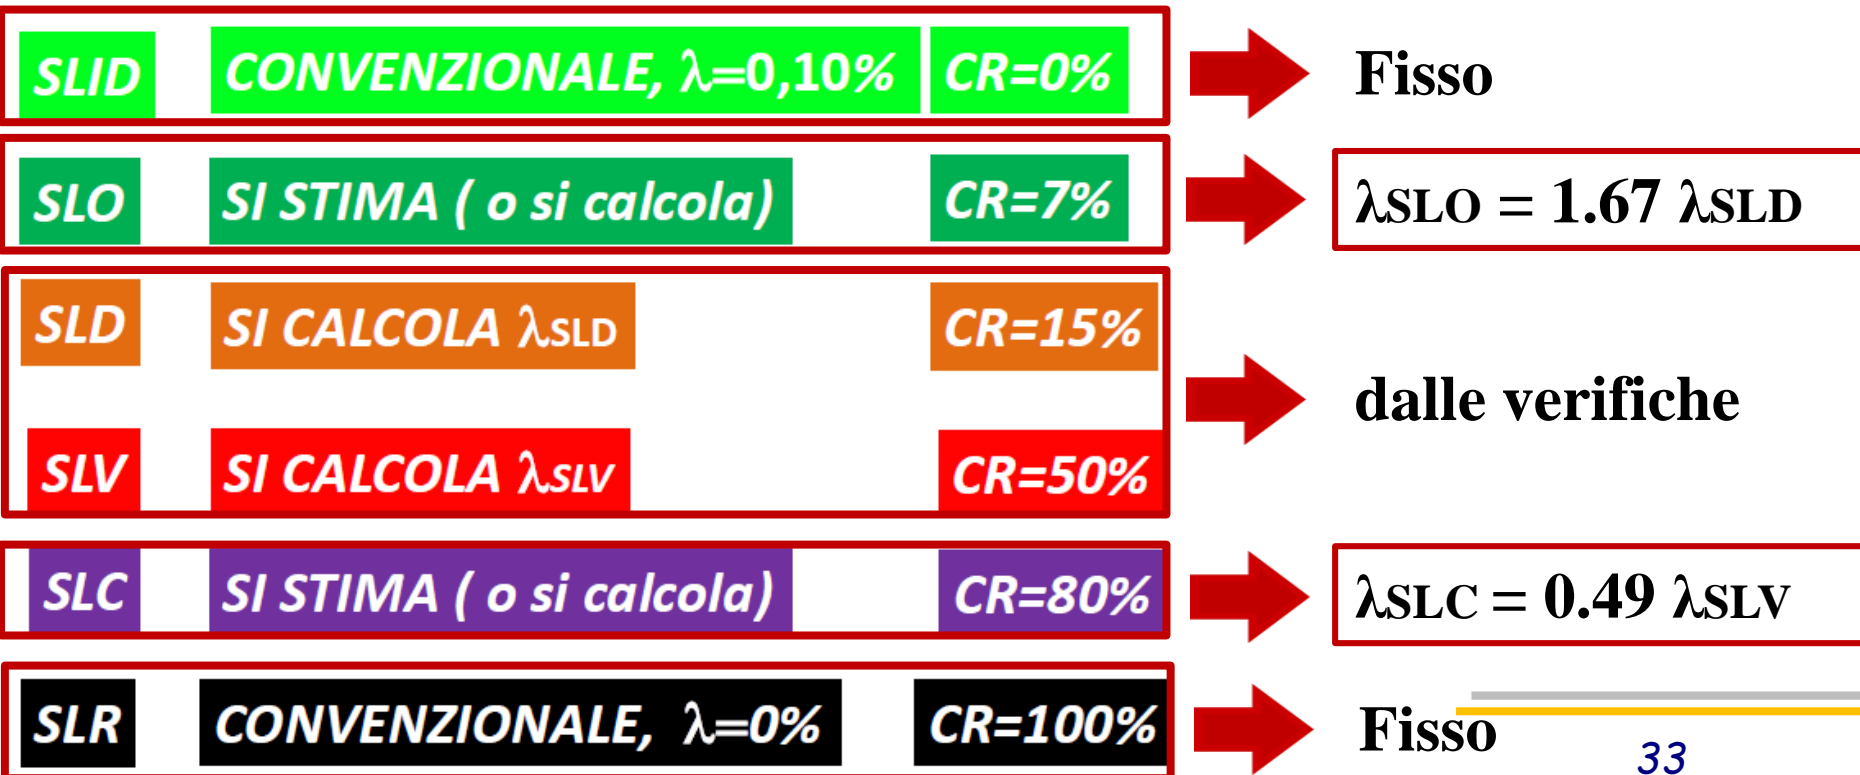 SLID CONVENZIONALE, λ=0,10% CR=0% Fisso
SLO SI STIMA ( o si calcola) CR=7% λSLO = 1.67 λSLD
SLD SI CALCOLA λSLD CR=15%
dalle verifiche
SLV SI CALCOLA λSLV CR=50%
SLC SI STIMA ( o si calcola) CR=80% λSLC = 0.49 λSLV
SLR CONVENZIONALE, λ=0% CR=100% Fisso
33